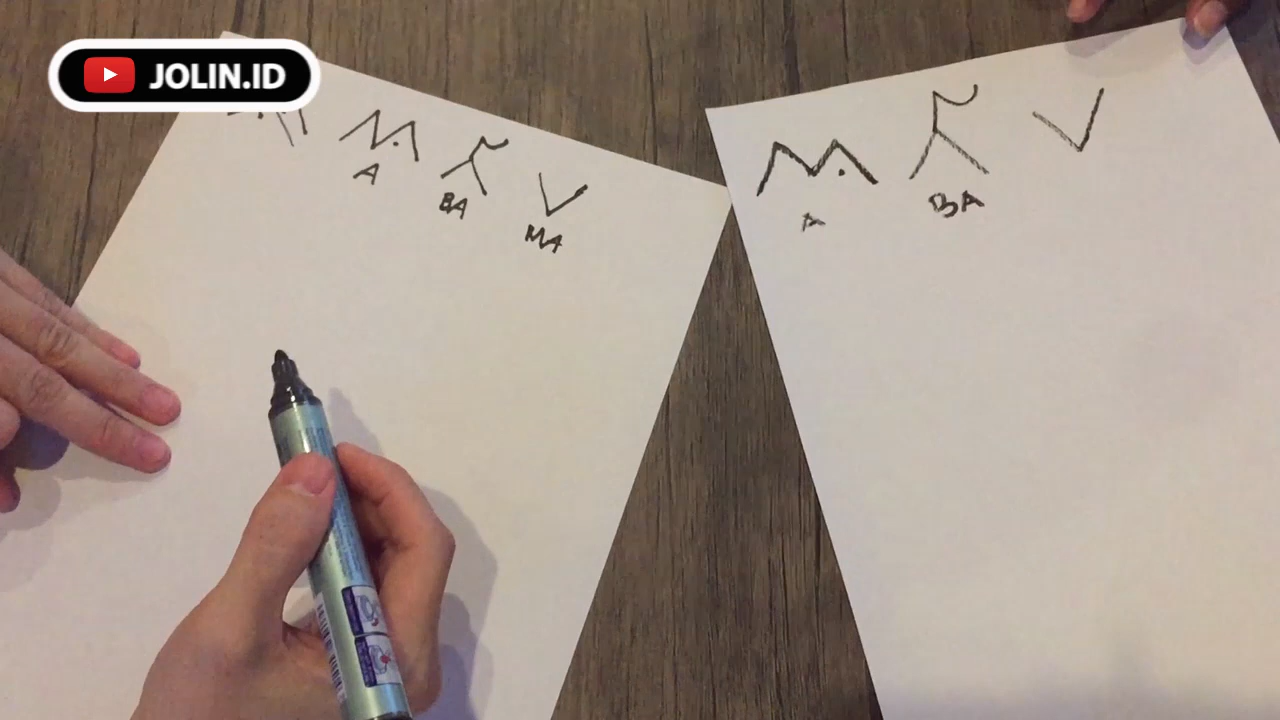 JOLIN.ID
ᨕ ᨅ ᨆ
A BA MA
ᨕ ᨅ ᨆ
A BA